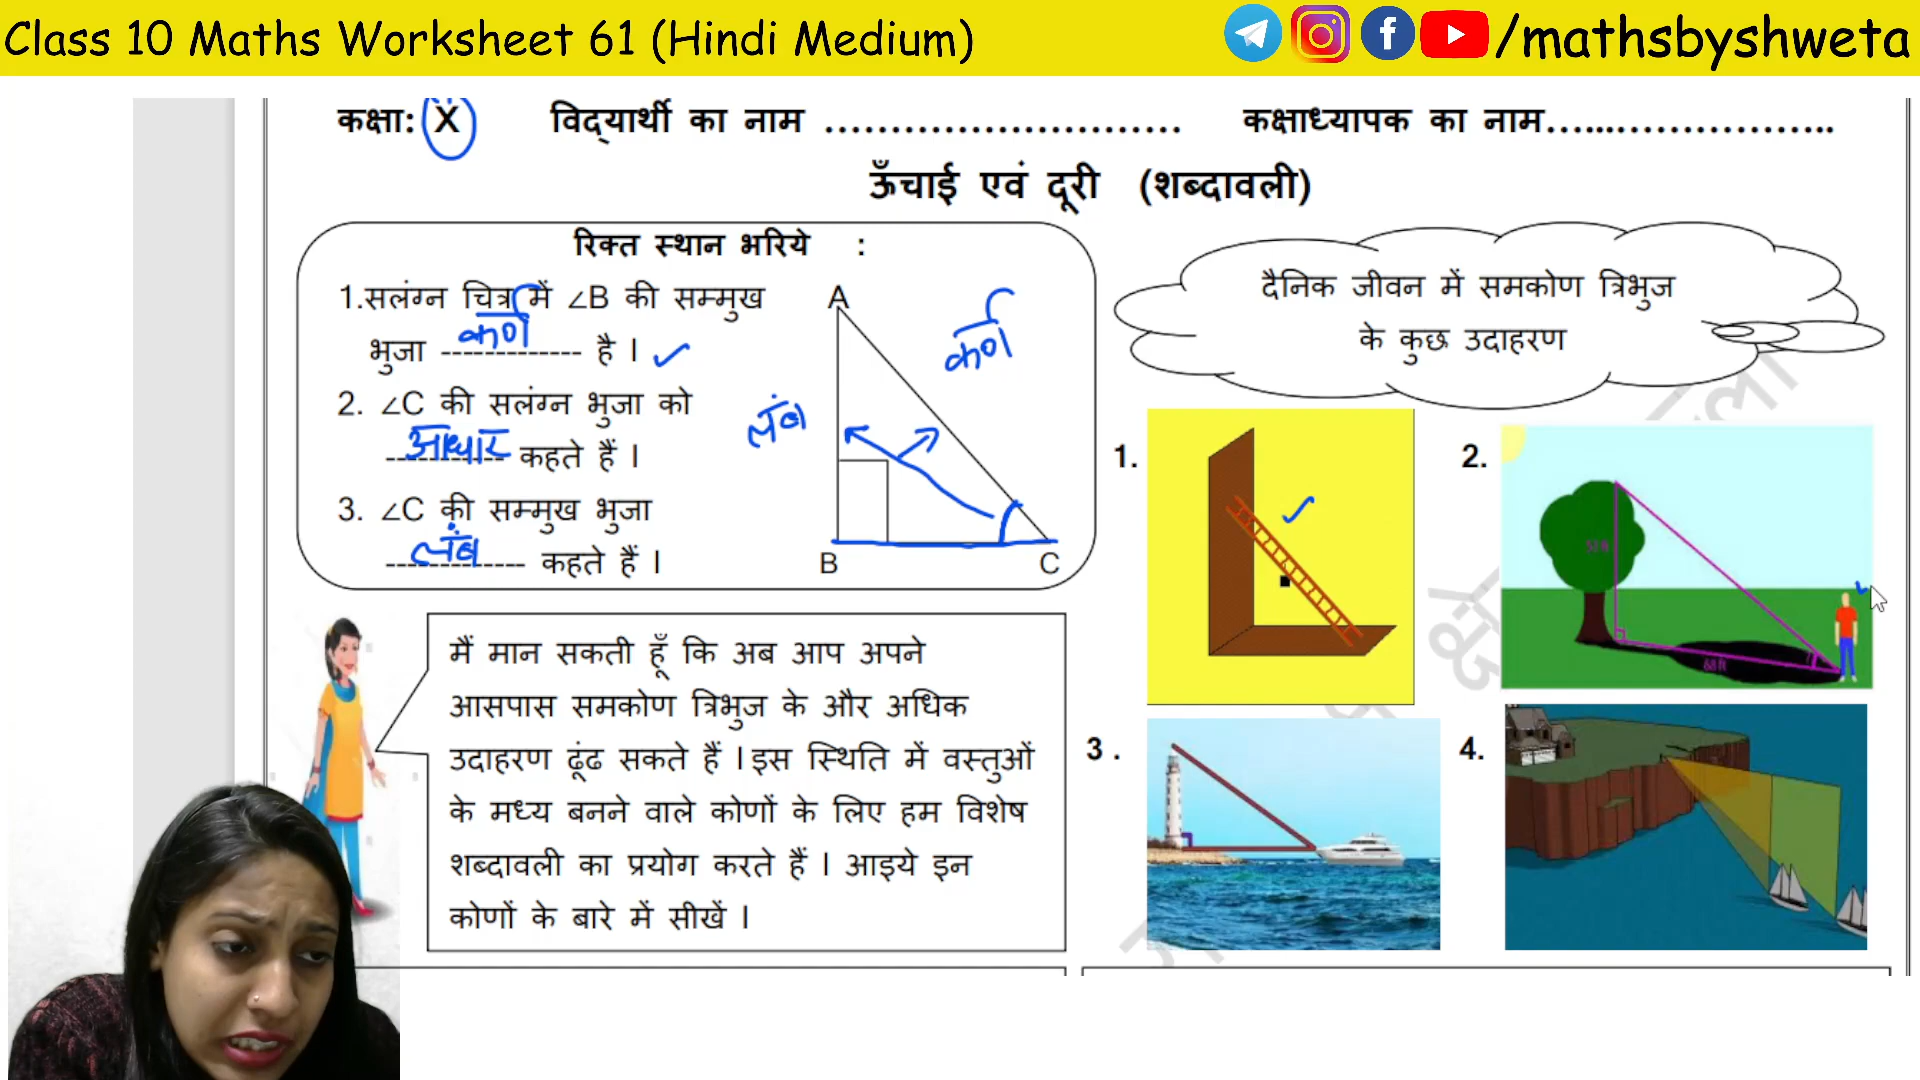 Class 10 Maths Worksheet 61 (Hindi Medium)
/mathsbyshweta
कक्षा: X विद्यार्थी का नाम ........................... कक्षाध्यापक का नाम......................
ऊँचाई एवं दूरी (शब्दावली)
रिक्त स्थान भरिये :
1.सलंग्न चित्र में ∠B की सम्मुख
भुजा कर्ण है ।
2. ∠C की सलंग्न भुजा को
आधार कहते हैं ।
3. ∠C की सम्मुख भुजा
लंब कहते हैं ।
A
कर्ण
लंब
B
C
दैनिक जीवन में समकोण त्रिभुज
के कुछ उदाहरण
1.
2.
68 ft
3 .
4.
मैं मान सकती हूँ कि अब आप अपने
आसपास समकोण त्रिभुज के और अधिक
उदाहरण ढूंढ सकते हैं ।इस स्थिति में वस्तुओं
के मध्य बनने वाले कोणों के लिए हम विशेष
शब्दावली का प्रयोग करते हैं । आइये इन
कोणों के बारे में सीखें ।